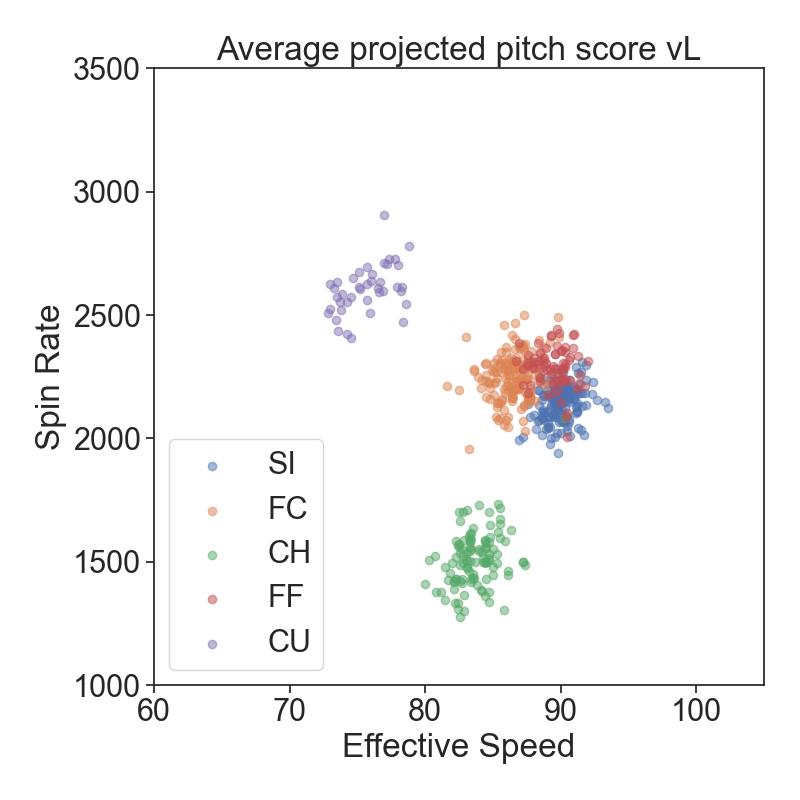 Average projected pitch score vL
3500
3000
2500
2000
1500
1000
Spin Rate
SI
FC
CH
FF
CU
60 70 80 90 100
Effective Speed